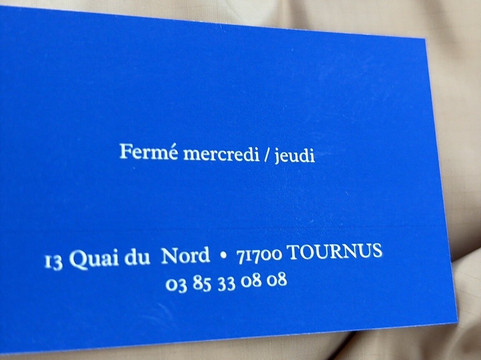 Fermé mercredi / jeudi
13 Quai du Nord • 71700 TOURNUS
03 85 33 08 08